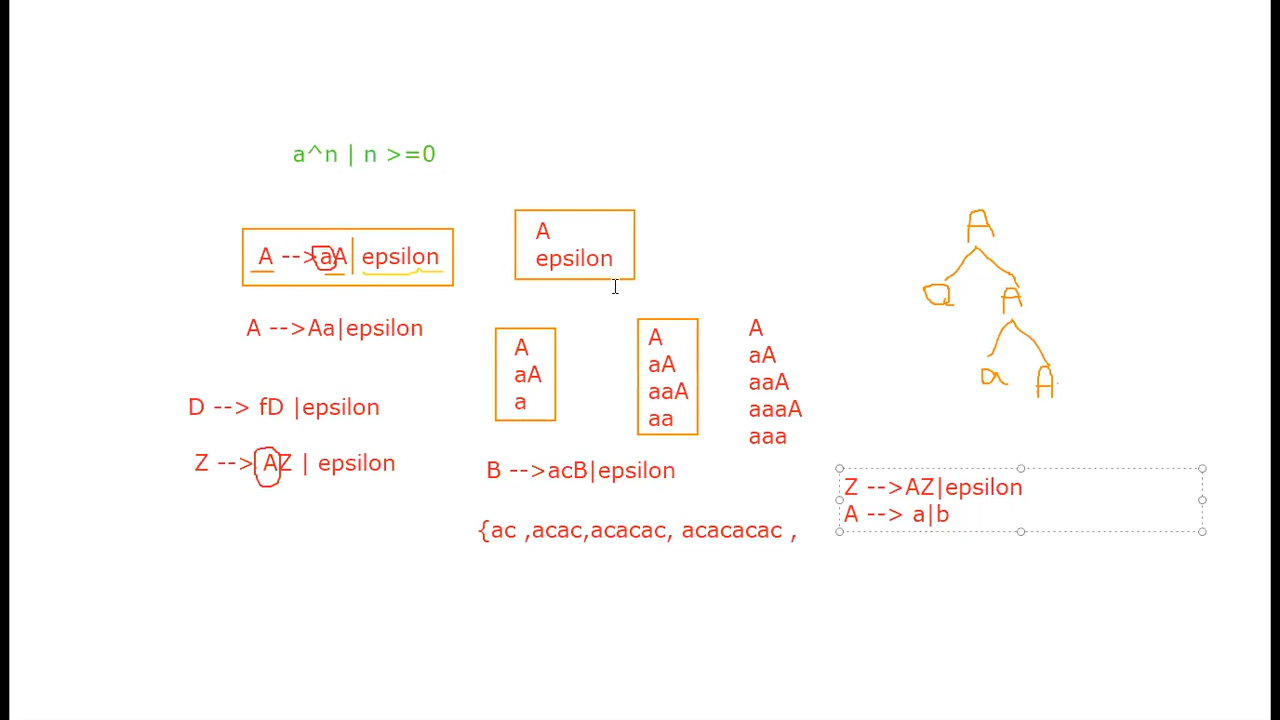 a^n | n >=0
A -->aA| epsilon
A
epsilon
A -->Aa|epsilon
D --> fD |epsilon
Z --> AZ | epsilon
A
aA
a
A
aA
aaA
aa
A
aA
aaA
aaaA
aaa
B -->acB|epsilon
{ac ,acac,acacac, acacacac ,
A
a A
a A
Z -->AZ|epsilon
A --> a|b